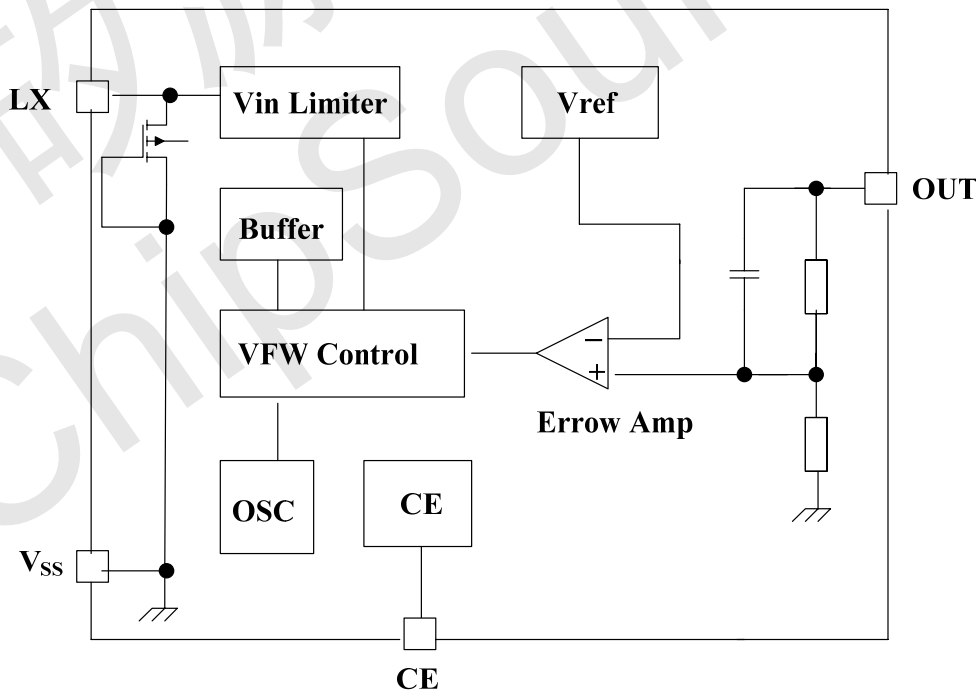 LX
Vin Limiter
Vref
OUT
Buffer
VFW Control
−
+
Errow Amp
OSC
CE
VSS
CE
ChipSour